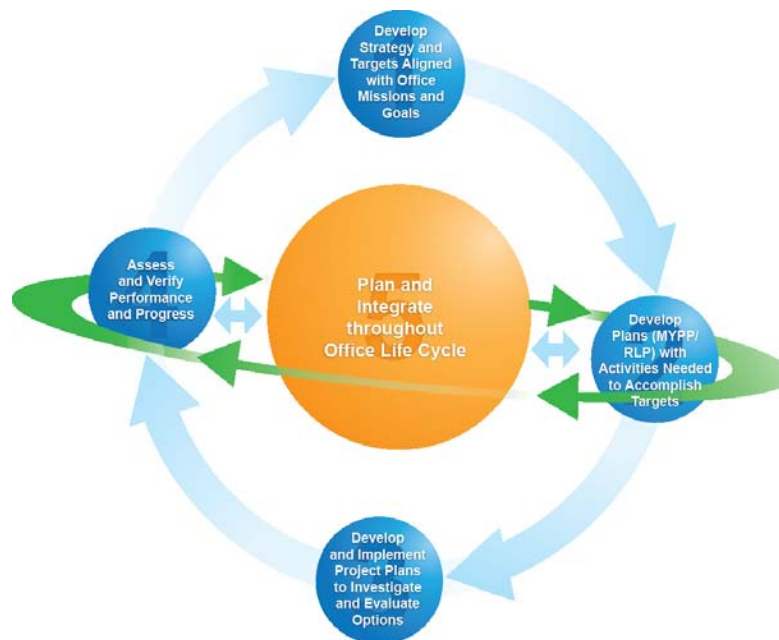 Develop
Strategy and
Targets Aligned
with Office
Missions and
Goals
Assess
and Verify
Performance
and Progress
5
Plan and
Integrate
throughout
Office Life Cycle
Develop
Plans (MYPP/
RLP) with
Activities Needed
to Accomplish
Targets
Develop
and Implement
Project Plans
to Investigate
and Evaluate
Options